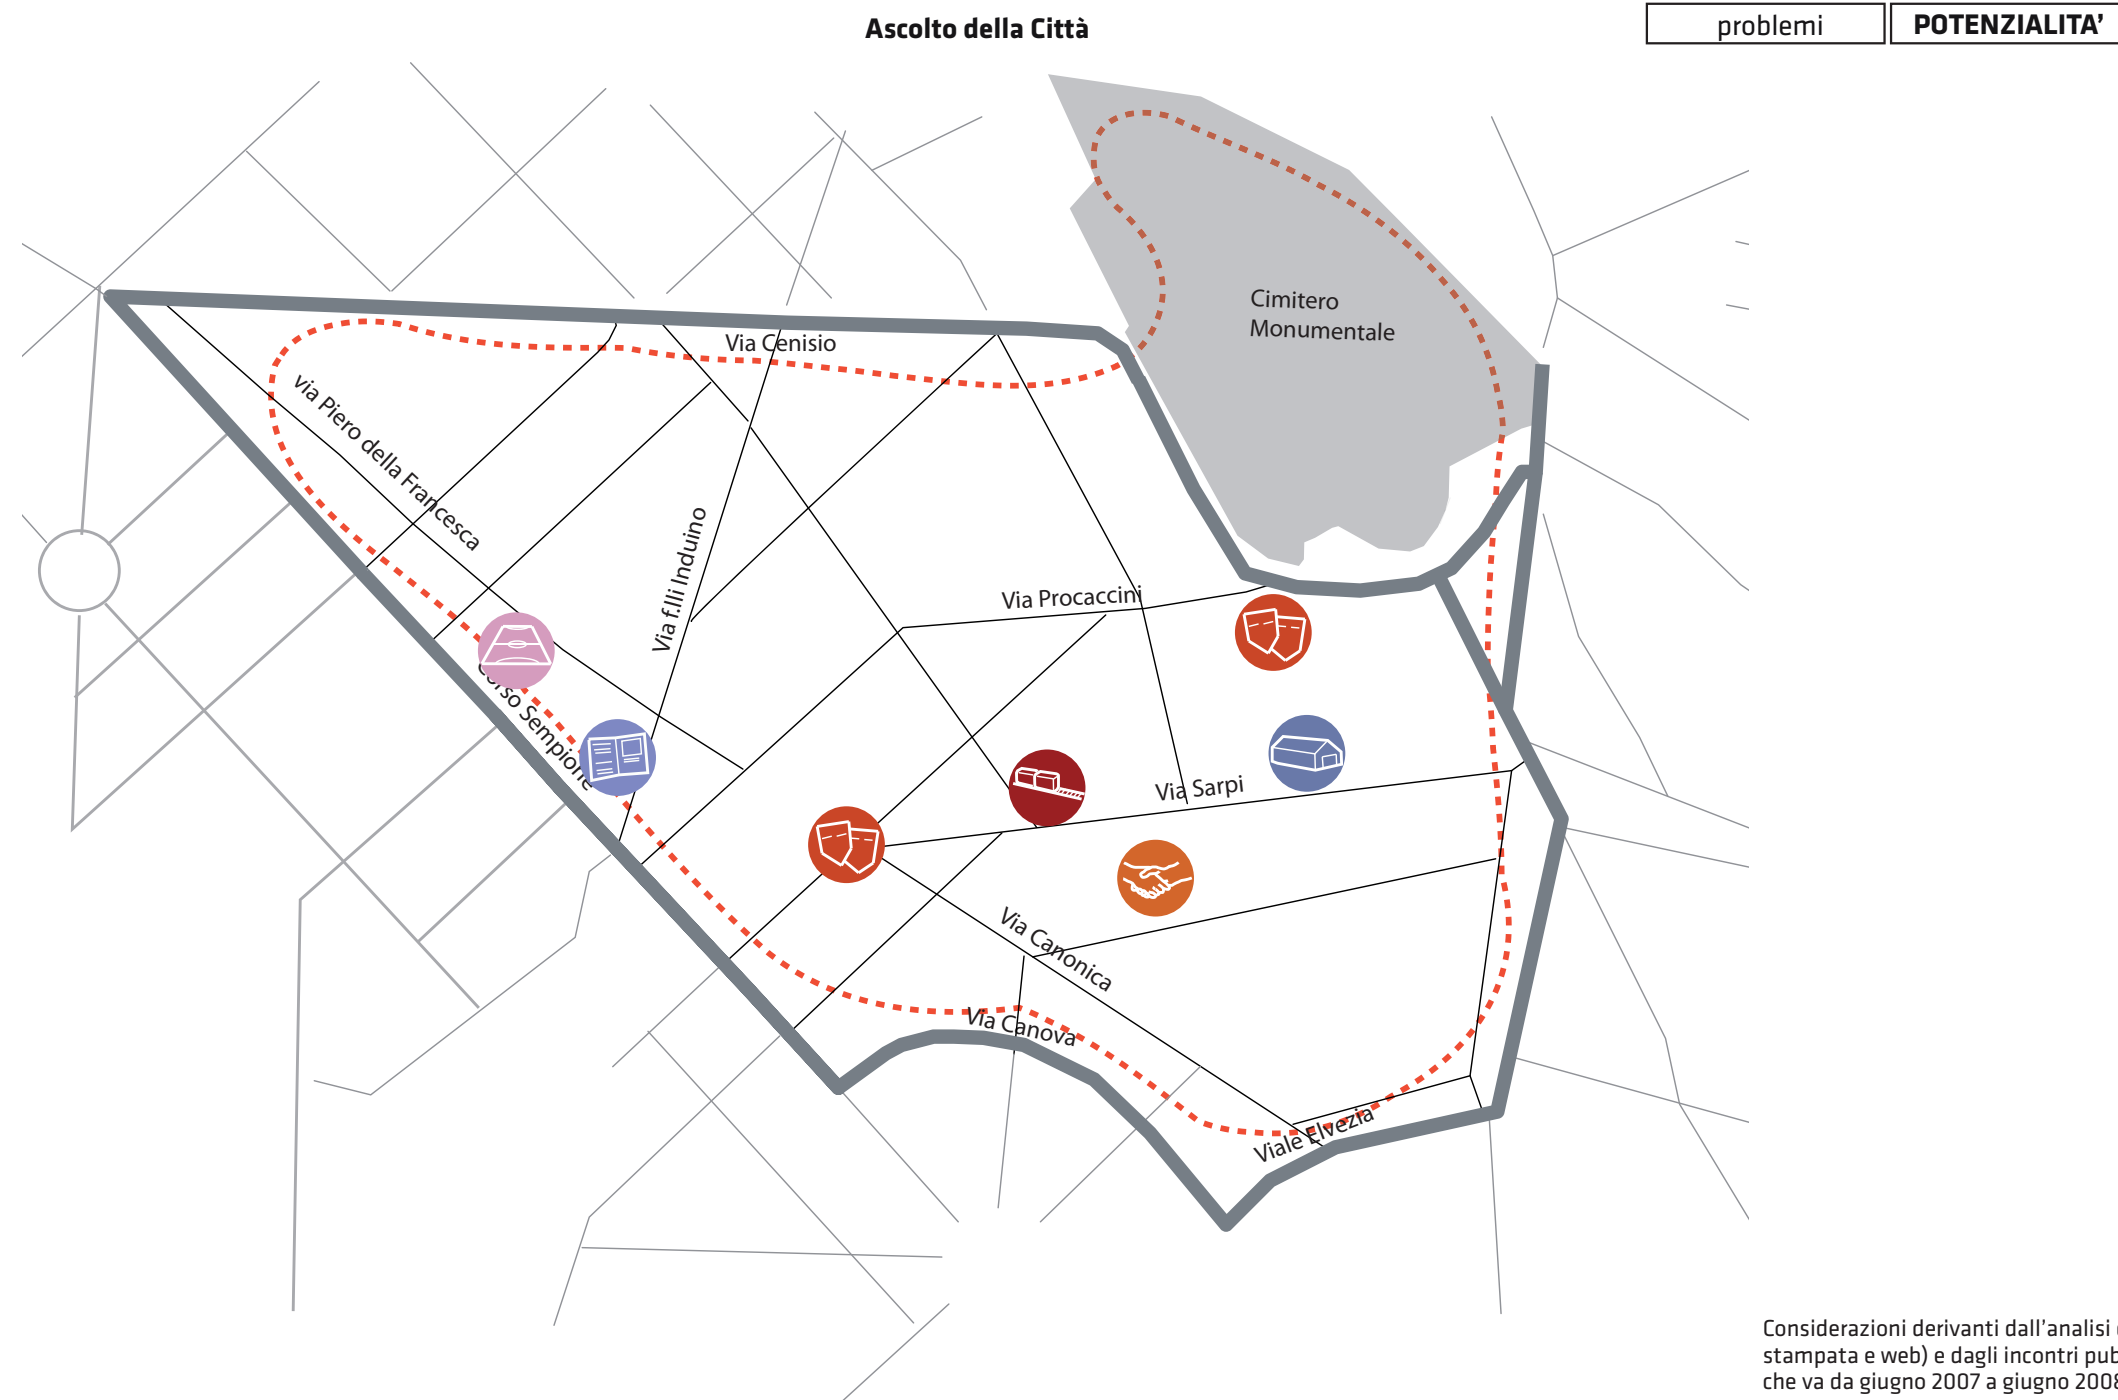 Ascolto della Città
problemi
POTENZIALITA’
Cimitero
Monumentale
Via Cenisio
via Piero della Francesca
Via f.lli Induino
Via Procaccini
Corso Sempione
Via Sarpi
Via Canonica
Via Canova
Viale Elvezia
Considerazioni derivanti dall’analisi
stampata e web) e dagli incontri
che va da giugno 2007 a giugno 2008